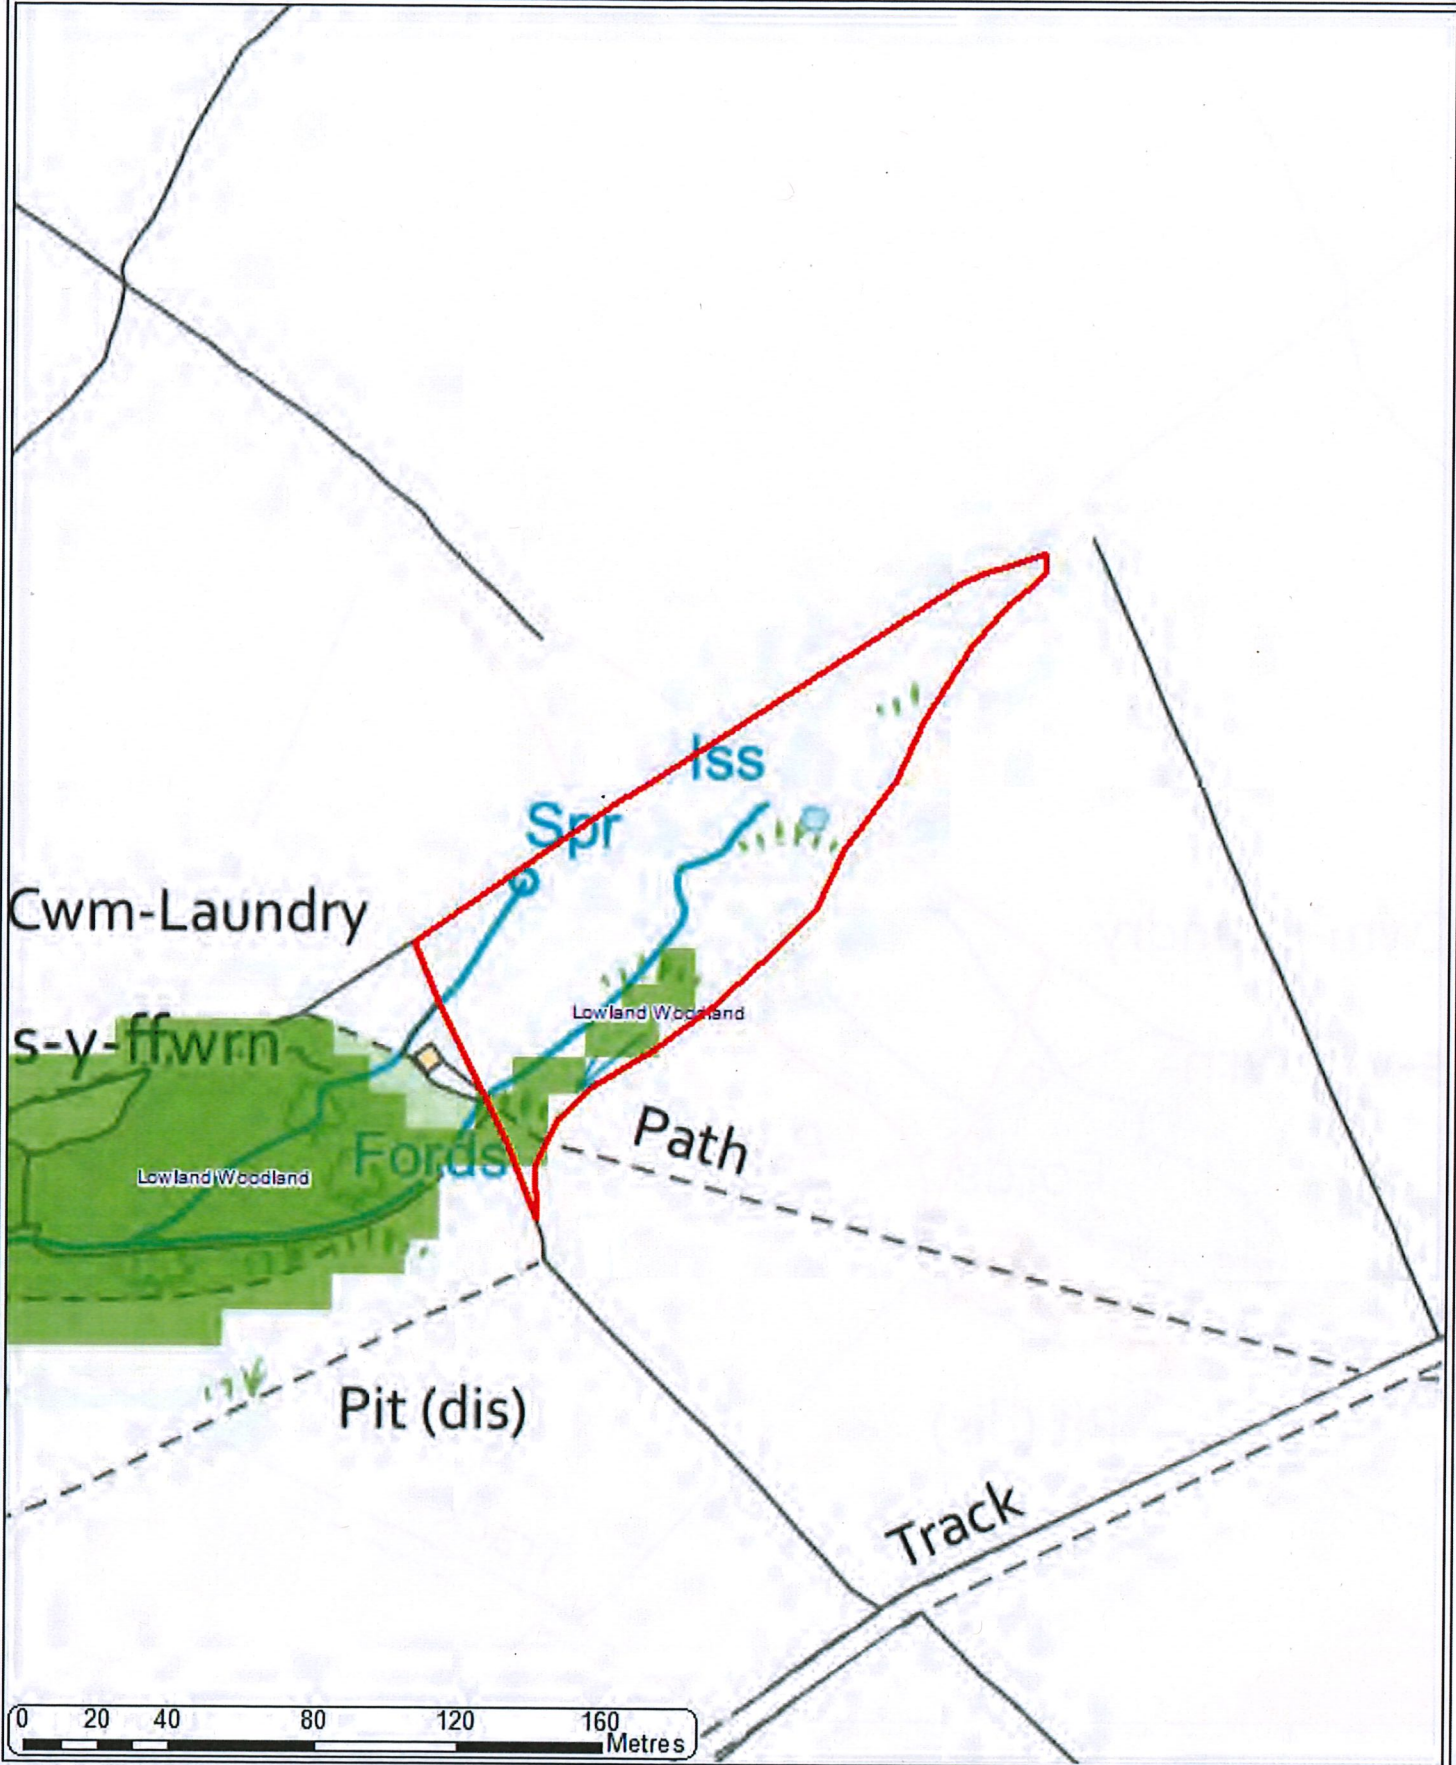 Iss
Spr
Cwm-Laundry
s-y-ffwrn
Lowland Woodland
Path
Fords
Lowland Woodland
Pit (dis)
Track
0 20 40 80 120 160
Metres